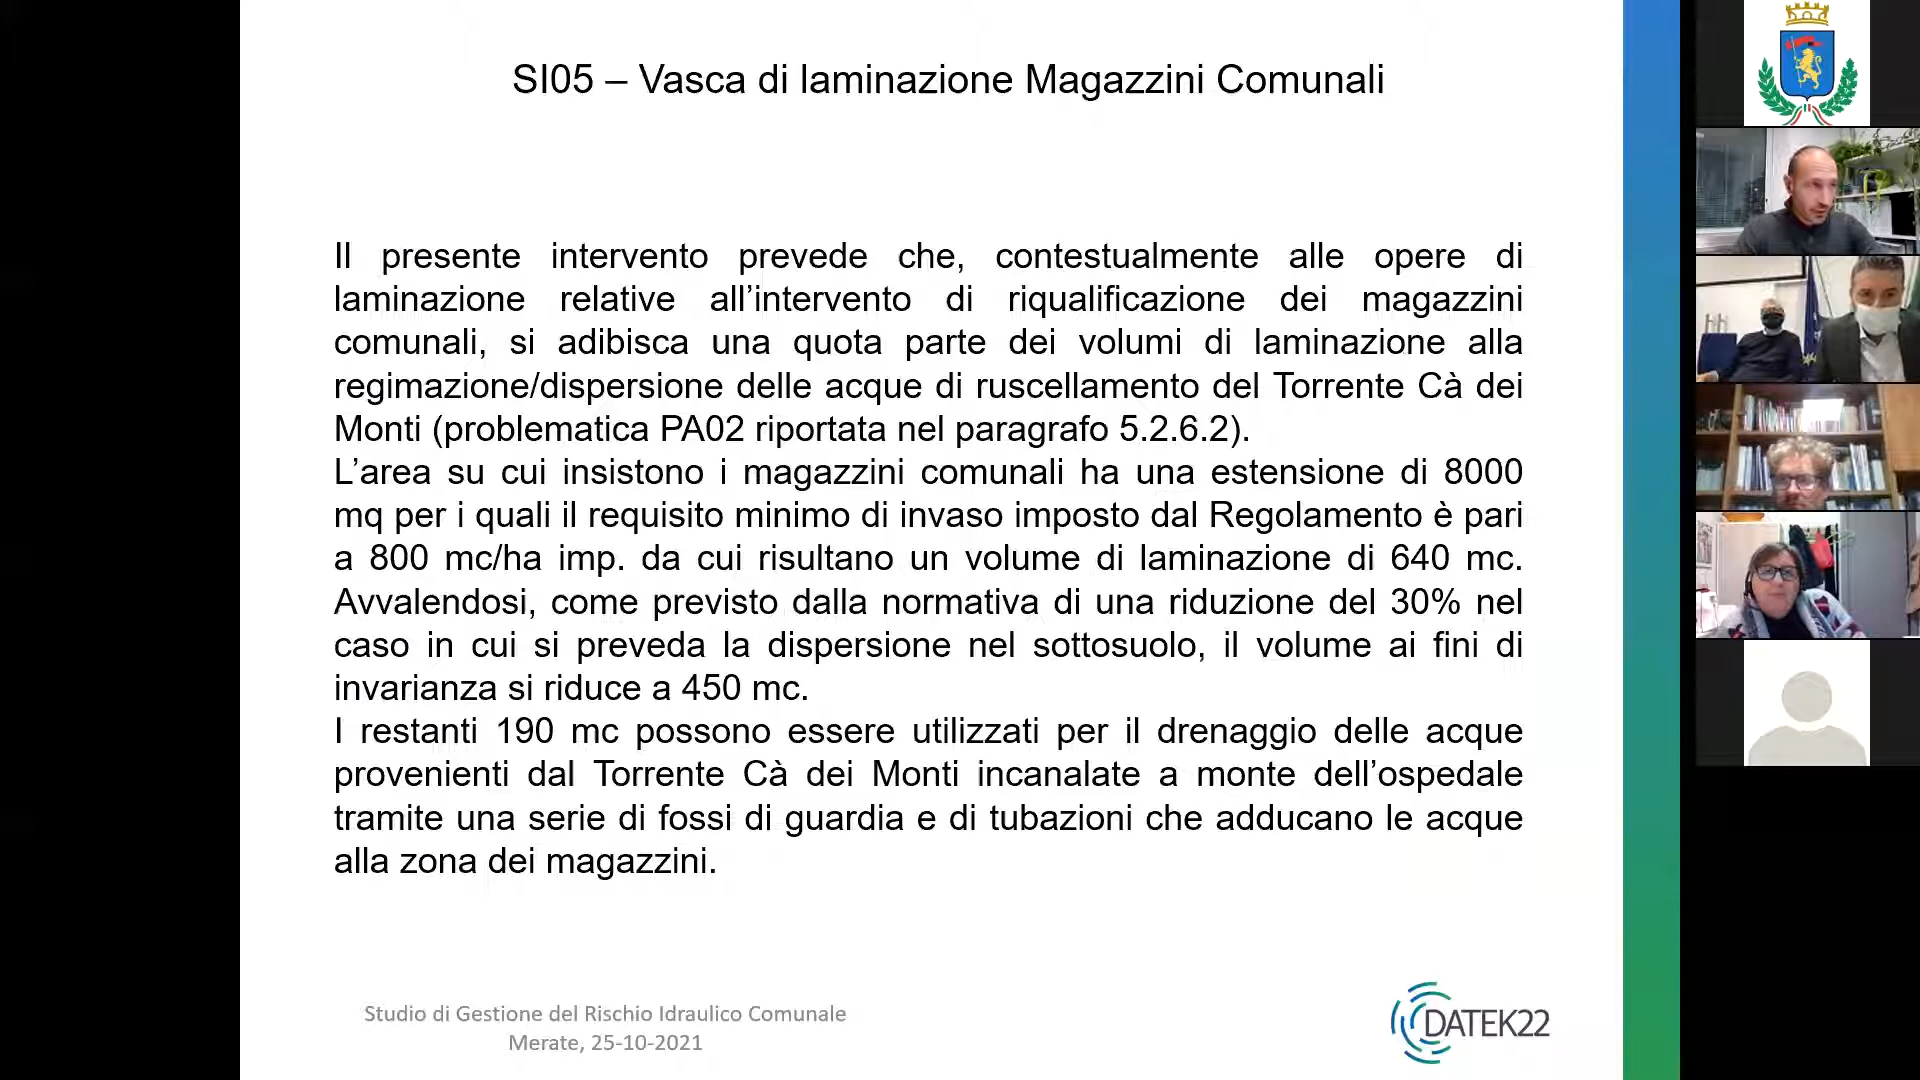 SI05 – Vasca di laminazione Magazzini Comunali
Il presente intervento prevede che, contestualmente alle opere di
laminazione relative all’intervento di riqualificazione dei magazzini
comunali, si adibisca una quota parte dei volumi di laminazione alla
regimazione/dispersione delle acque di ruscellamento del Torrente Cà dei
Monti (problematica PA02 riportata nel paragrafo 5.2.6.2).
L’area su cui insistono i magazzini comunali ha una estensione di 8000
mq per i quali il requisito minimo di invaso imposto dal Regolamento è pari
a 800 mc/ha imp. da cui risultano un volume di laminazione di 640 mc.
Avvalendosi, come previsto dalla normativa di una riduzione del 30% nel
caso in cui si preveda la dispersione nel sottosuolo, il volume ai fini di
invarianza si riduce a 450 mc.
I restanti 190 mc possono essere utilizzati per il drenaggio delle acque
provenienti dal Torrente Cà dei Monti incanalate a monte dell’ospedale
tramite una serie di fossi di guardia e di tubazioni che adducano le acque
alla zona dei magazzini.
Studio di Gestione del Rischio Idraulico Comunale
Merate, 25-10-2021
DATEK22